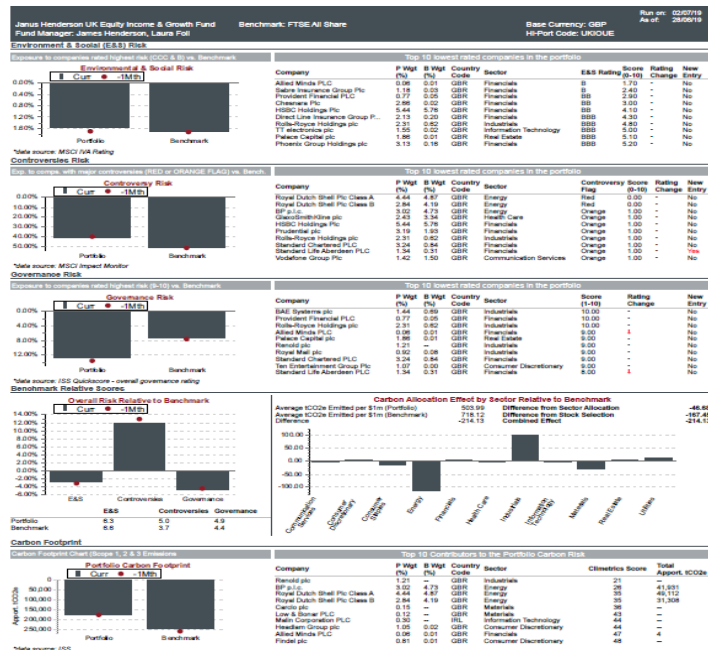 Run on: 02/07/19
As of: 28/06/19
Janus Henderson UK Equity Income & Growth Fund Benchmark: FTSE All Share Base Currency: GBP
Fund Manager: James Henderson, Laura Foll HI-Port Code: UKIOUE
Environment & Social (E&S) Risk
Exposure to companies rated highest risk (CCC & B) vs. Benchmark
Environmental & Social Risk
Curr -1Mth
0.00%
0.40%
0.80%
1.20%
1.60%
Portfolio Benchmark
*data source: MSCI IVA Rating
Top 10 lowest rated companies in the portfolio
Company P Wgt (%) B Wgt (%) Country Code Sector E&S Rating Score (0-10) Rating Change New Entry
Allied Minds PLC 0.06 0.01 GBR Financials B 1.70 - No
Sabre Insurance Group Plc 1.18 0.03 GBR Financials B 2.40 - No
Provident Financial PLC 0.77 0.05 GBR Financials BB 2.90 - No
Chesnara Plc 2.66 0.02 GBR Financials BB 3.00 - No
HSBC Holdings Plc 5.44 5.76 GBR Financials BB 4.10 - No
Direct Line Insurance Group P... 2.13 0.20 GBR Financials BBB 4.30 - No
Rolls-Royce Holdings plc 2.31 0.62 GBR Industrials BBB 4.80 - No
TT electronics plc 1.55 0.02 GBR Information Technology BBB 5.00 - No
Palace Capital plc 1.86 0.01 GBR Real Estate BBB 5.10 - No
Phoenix Group Holdings plc 3.13 0.18 GBR Financials BBB 5.20 - No
Controversies Risk
Exp. to comps. with major controversies (RED or ORANGE FLAG) vs. Bench.
Controversy Risk
Curr -1Mth
0.00%
10.00%
20.00%
30.00%
40.00%
50.00%
Portfolio Benchmark
*data source: MSCI Impact Monitor
Top 10 lowest rated companies in the portfolio
Company P Wgt (%) B Wgt (%) Country Code Sector Controversy Flag Score (0-10) Rating Change New Entry
Royal Dutch Shell Plc Class A 4.44 4.87 GBR Energy Red 0.00 - No
Royal Dutch Shell Plc Class B 2.84 4.19 GBR Energy Red 0.00 - No
BP p.l.c. 3.02 4.73 GBR Energy Orange 1.00 - No
GlaxoSmithKline plc 2.43 3.34 GBR Health Care Orange 1.00 - No
HSBC Holdings Plc 5.44 5.76 GBR Financials Orange 1.00 - No
Prudential plc 3.19 1.93 GBR Financials Orange 1.00 - No
Rolls-Royce Holdings plc 2.31 0.62 GBR Industrials Orange 1.00 - No
Standard Chartered PLC 3.24 0.84 GBR Financials Orange 1.00 - No
Standard Life Aberdeen PLC 1.34 0.31 GBR Financials Orange 1.00 - Yes
Vodafone Group Plc 1.42 1.50 GBR Communication Services Orange 1.00 - No
Governance Risk
Exposure to companies rated highest risk (9-10) vs. Benchmark
Governance Risk
Curr -1Mth
0.00%
4.00%
8.00%
12.00%
Portfolio Benchmark
*data source: ISS Quickscore - overall governance rating
Top 10 lowest rated companies in the portfolio
Company P Wgt (%) B Wgt (%) Country Code Sector Score (1-10) Rating Change New Entry
BAE Systems plc 1.44 0.69 GBR Industrials 10.00 - No
Provident Financial PLC 0.77 0.05 GBR Financials 10.00 - No
Rolls-Royce Holdings plc 2.31 0.62 GBR Industrials 10.00 - No
Allied Minds PLC 0.06 0.01 GBR Financials 9.00 No
Palace Capital plc 1.86 0.01 GBR Real Estate 9.00 - No
Renold plc 1.21 -- GBR Industrials 9.00 - No
Royal Mail plc 0.92 0.08 GBR Industrials 9.00 - No
Standard Chartered PLC 3.24 0.84 GBR Financials 9.00 - No
Ten Entertainment Group Plc 1.07 0.00 GBR Consumer Discretionary 9.00 - No
Standard Life Aberdeen PLC 1.34 0.31 GBR Financials 8.00 No
Benchmark Relative Scores
Overall Risk Relative to Benchmark
Curr -1Mth
14.00%
12.00%
10.00%
8.00%
6.00%
4.00%
2.00%
0.00%
-2.00%
-4.00%
-6.00%
E&S Controversies Governance
E&S Controversies Governance
Portfolio 6.3 5.0 4.9
Benchmark 6.6 3.7 4.4
Carbon Allocation Effect by Sector Relative to Benchmark
Average tCO2e Emitted per $1m (Portfolio) 503.99 Difference from Sector Allocation -46.68
Average tCO2e Emitted per $1m (Benchmark) 718.12 Difference from Stock Selection -167.45
Difference -214.13 Combined Effect -214.13
100.00
50.00
0.00
-50.00
-100.0
Communication Services
Consumer Discretionary
Consumer Staples
Energy
Financials
Health Care
Industrials
Information Technology
Materials
Real Estate
Utilities
Carbon Footprint
Carbon Footprint Chart (Scope 1, 2 & 3 Emissions
Portfolio Carbon Footprint
Curr -1Mth
Apport. tCO2e
0
50,000
100,000
150,000
200,000
250,000
Portfolio Benchmark
*data source: ISS
Top 10 Contributors to the Portfolio Carbon Risk
Company P Wgt (%) B Wgt (%) Country Code Sector Climetrics Score Total Apport. tCO2e
Renold plc 1.21 -- GBR Industrials 21
BP p.l.c. 3.02 4.73 GBR Energy 26 41,931
Royal Dutch Shell Plc Class A 4.44 4.87 GBR Energy 35 49,112
Royal Dutch Shell Plc Class B 2.84 4.19 GBR Energy 35 31,308
Carclo plc 0.15 -- GBR Materials 36
Low & Bonar PLC 0.12 -- GBR Materials 43
Malin Corporation PLC 0.30 -- IRL Information Technology 44
Headlam Group plc 1.05 0.02 GBR Consumer Discretionary 44
Allied Minds PLC 0.06 0.01 GBR Financials 47 4
Findel plc 0.81 0.01 GBR Consumer Discretionary 48 --